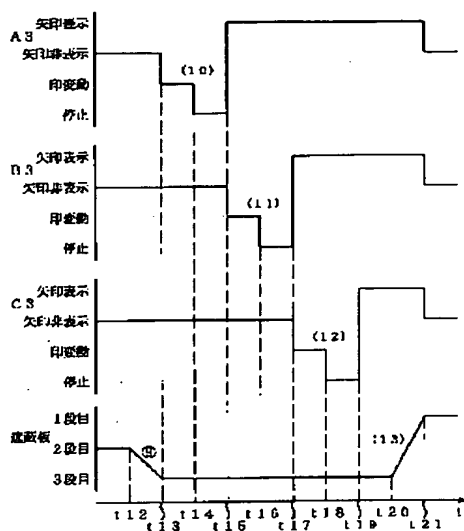 A3
矢印表示
矢印非表示
印変動
停止
(10)
B3
矢印表示
矢印非表示
印変動
停止
(11)
C3
矢印表示
矢印非表示
印変動
停止
(12)
遮蔽板
1段目
2段目
3段目
(13)
t12 t13 t14 t15 t16 t17 t18 t19 t20 t21 t